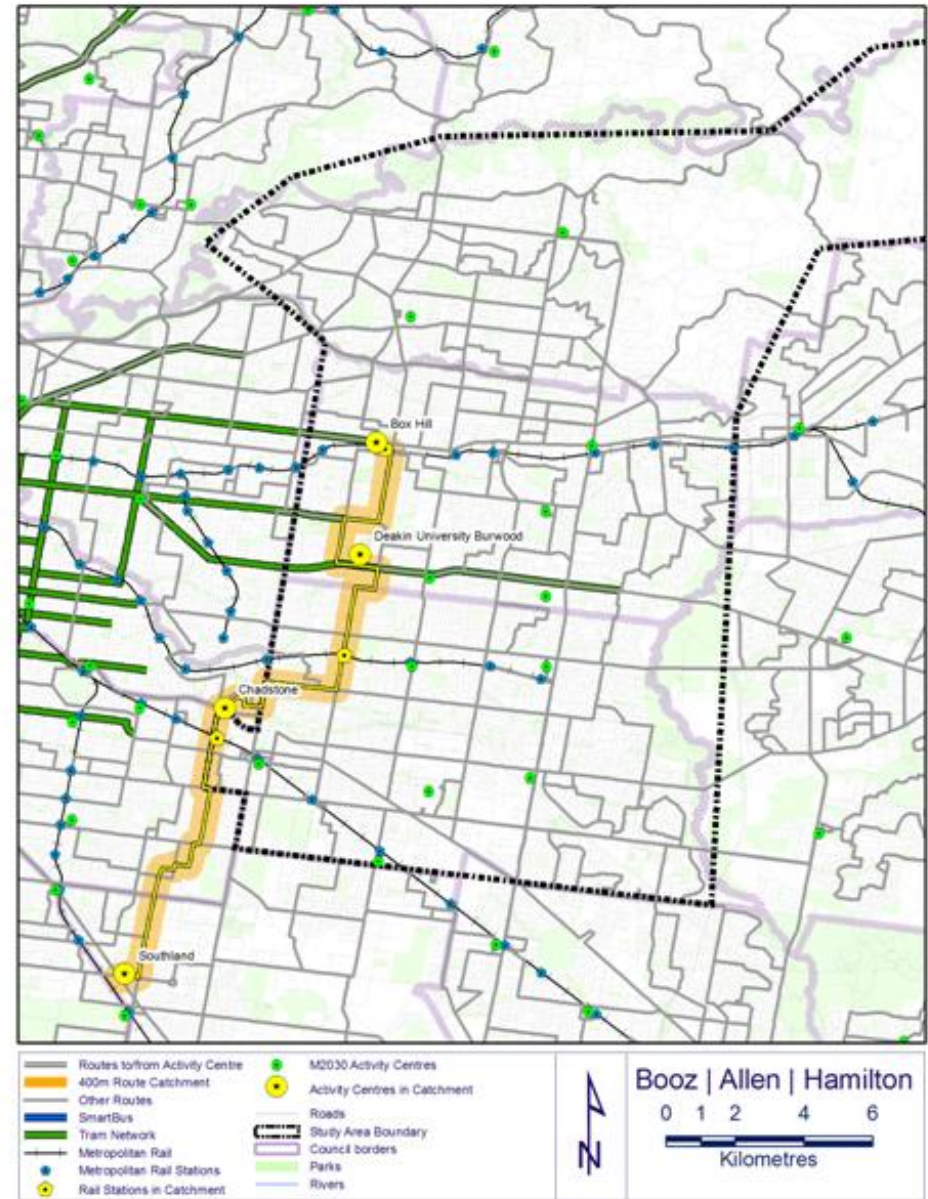 Box Hill
Deakin University Burwood
Chadstone
Southland
Routes to/from Activity Centre
400m Route Catchment
Other Routes
SmartBus
Tram Network
Metropolitan Rail
Metropolitan Rail Stations
Rail Stations in Catchment
M2030 Activity Centres
Activity Centres in Catchment
Roads
Study Area Boundary
Council borders
Parks
Rivers
N
Booz | Allen | Hamilton
0 1 2 4 6
Kilometres